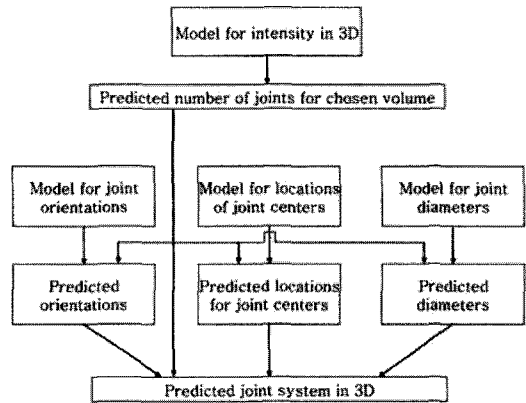 Model for intensity in 3D
Predicted number of joints for chosen volume
Model for joint
orientations
Model for locations
of joint centers
Model for joint
diameters
Predicted
orientations
Predicted locations
for joint centers
Predicted
diameters
Predicted joint system in 3D